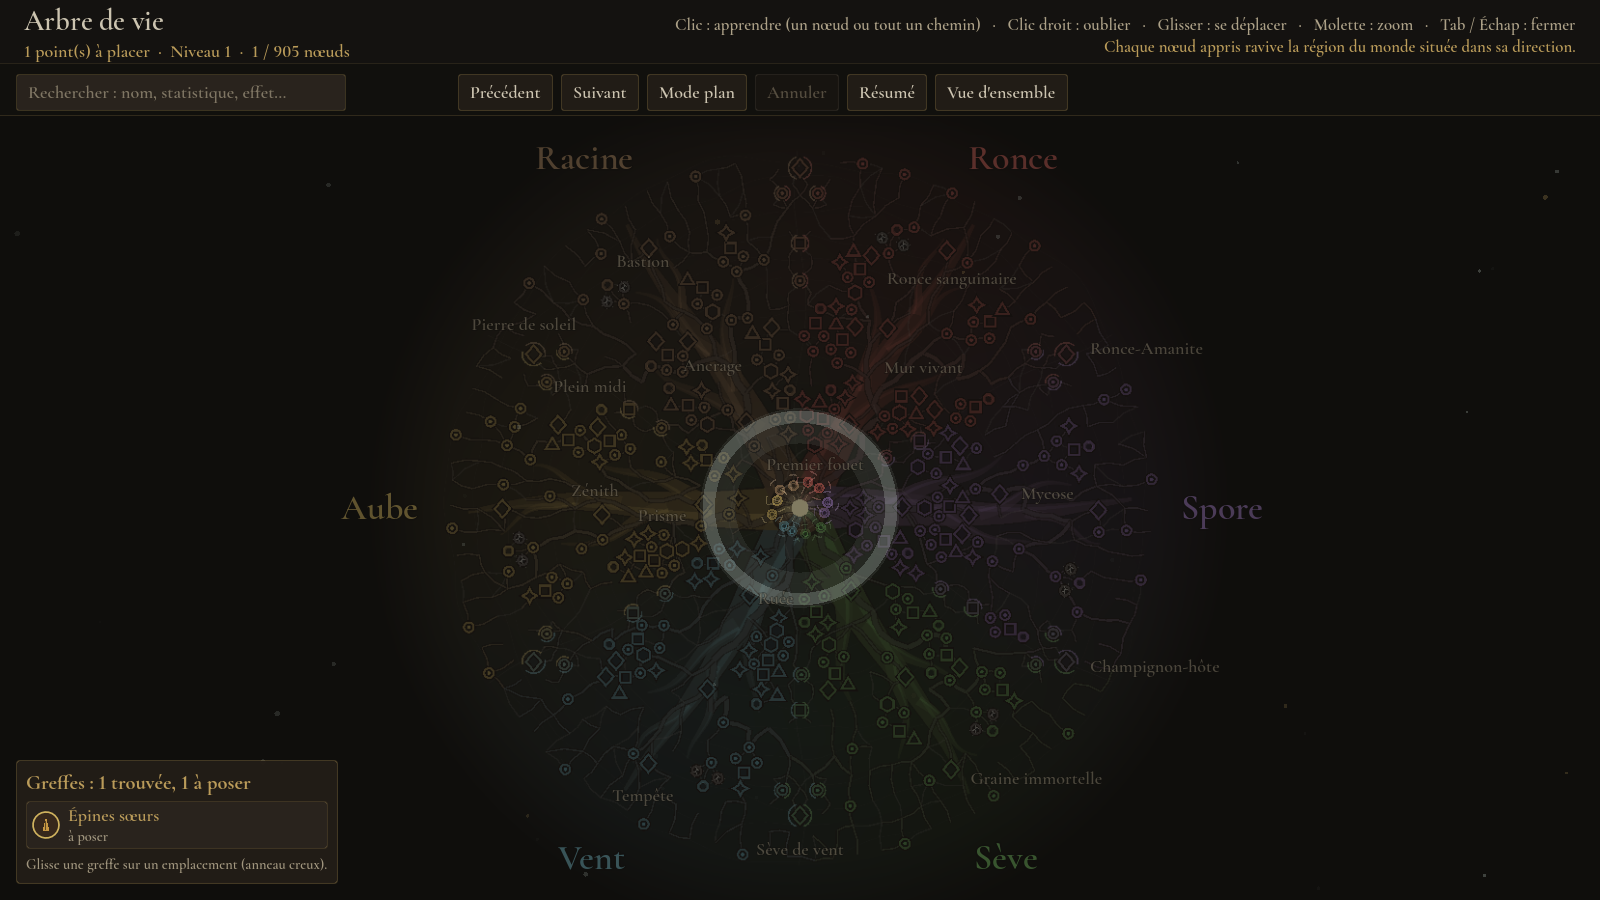 Arbre de vie
1 point(s) à placer · Niveau 1 · 1 / 905 nœuds
Clic : apprendre (un nœud ou tout un chemin) · Clic droit : oublier · Glisser : se déplacer · Molette : zoom · Tab / Échap : fermer
Chaque nœud appris ravive la région du monde située dans sa direction.
Rechercher : nom, statistique, effet...
Précédent
Suivant
Mode plan
Annuler
Résumé
Vue d'ensemble
Racine
Ronce
Bastion
Ronce sanguinaire
Pierre de soleil
Ronce-Amanite
Ancrage
Mur vivant
Plein midi
Premier fouet
Zénith
Mycose
Aube
Prisme
Spore
Champignon-hôte
Graine immortelle
Tempête
Sève de vent
Vent
Sève
Greffes : 1 trouvée, 1 à poser
Épines sœurs
à poser
Glisse une greffe sur un emplacement (anneau creux).